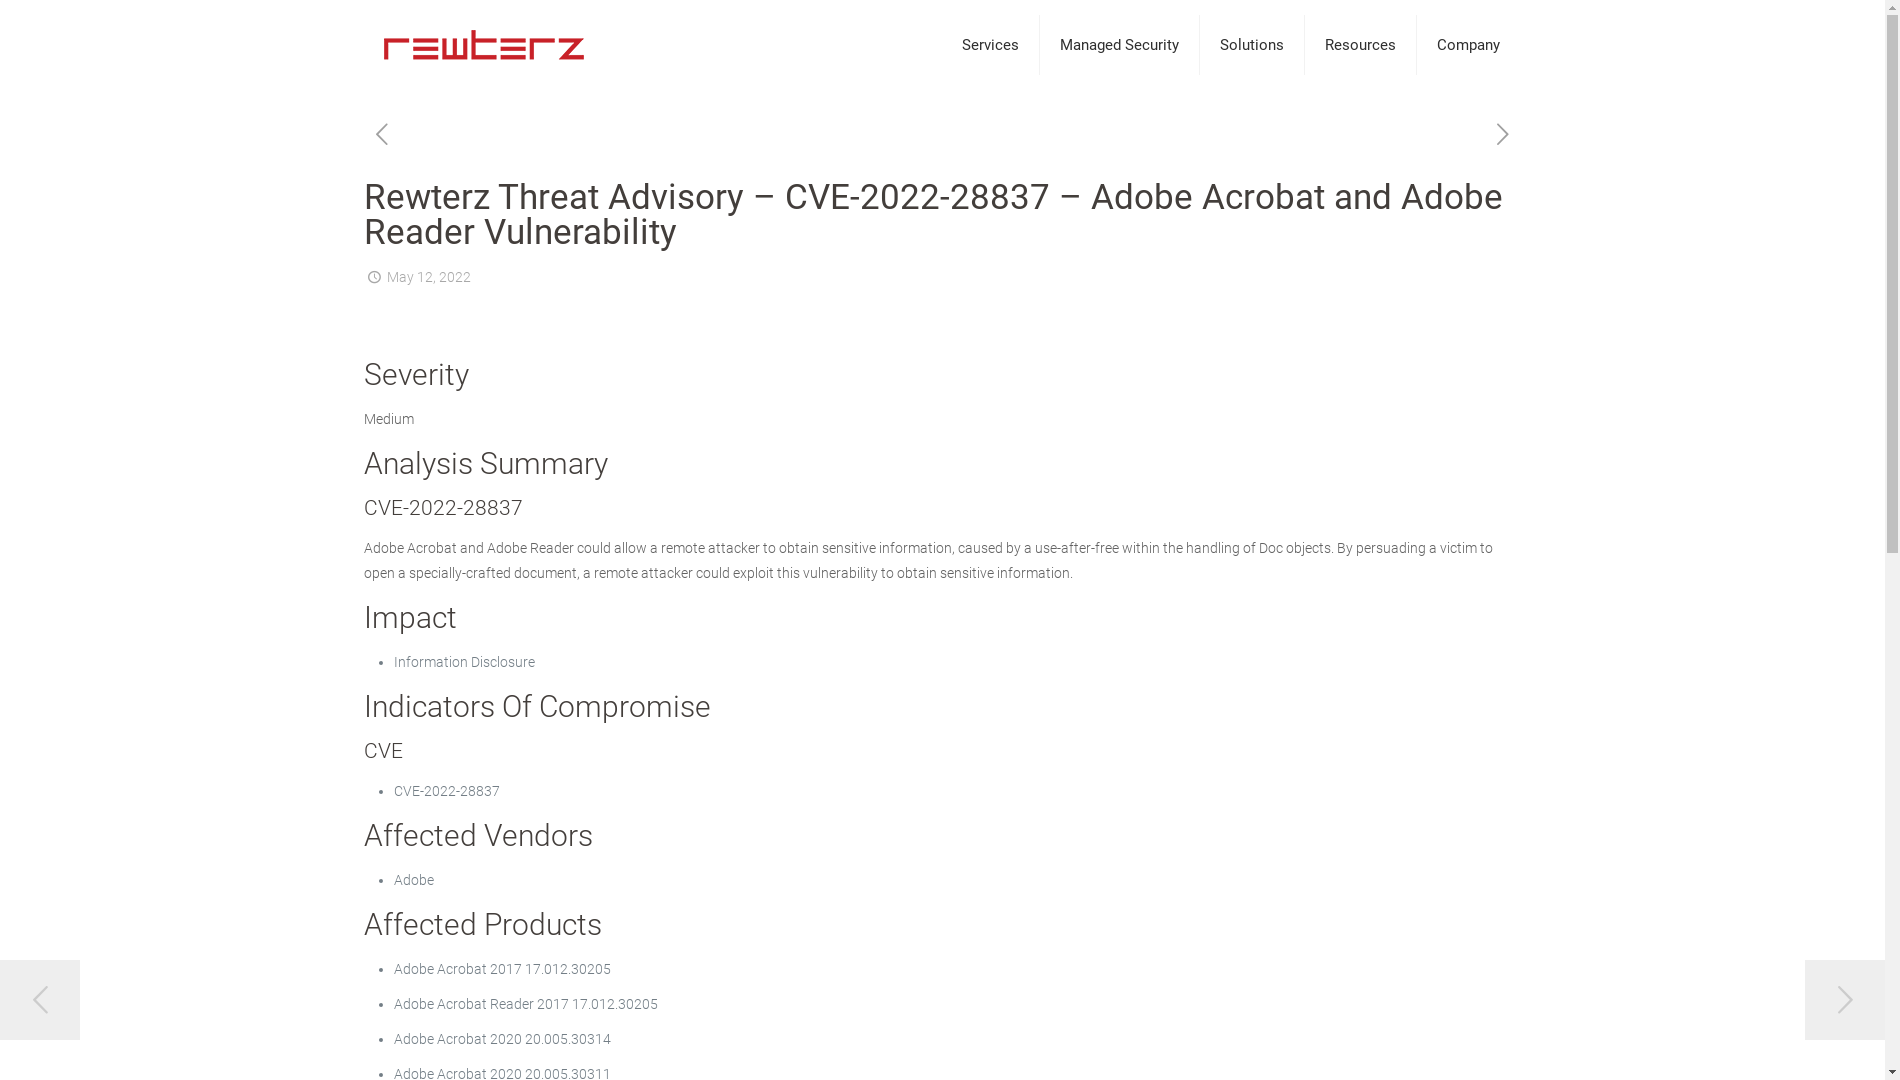 rewterz
Services
Managed Security
Solutions
Resources
Company
Rewterz Threat Advisory – CVE-2022-28837 – Adobe Acrobat and Adobe
Reader Vulnerability
May 12, 2022
Severity
Medium
Analysis Summary
CVE-2022-28837
Adobe Acrobat and Adobe Reader could allow a remote attacker to obtain sensitive information, caused by a use-after-free within the handling of Doc objects. By persuading a victim to
open a specially-crafted document, a remote attacker could exploit this vulnerability to obtain sensitive information.
Impact
Information Disclosure
Indicators Of Compromise
CVE
CVE-2022-28837
Affected Vendors
Adobe
Affected Products
Adobe Acrobat 2017 17.012.30205
Adobe Acrobat Reader 2017 17.012.30205
Adobe Acrobat 2020 20.005.30314
Adobe Acrobat 2020 20.005.30311